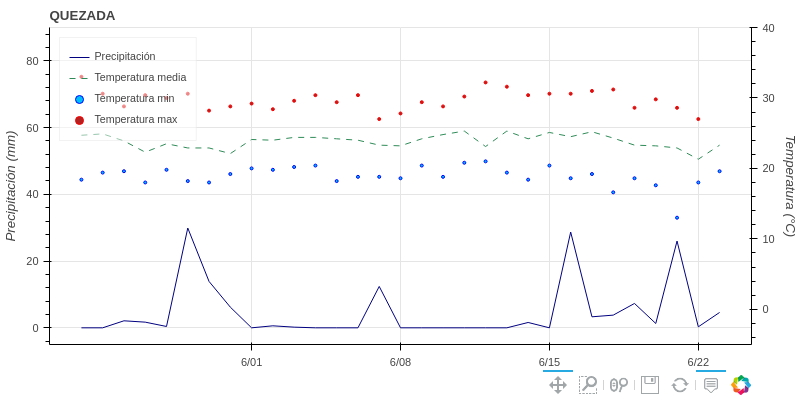 QUEZADA
Precipitación
Temperatura media
Temperatura min
Temperatura max
Precipitación (mm)
80
60
40
20
0
Temperatura (°C)
40
30
20
10
0
6/01
6/08
6/15
6/22